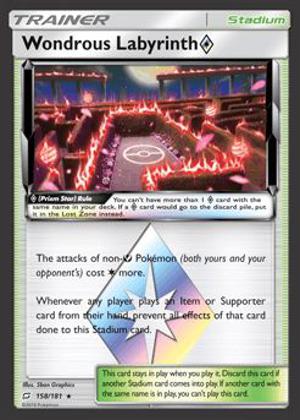 TRAINER
Stadium
Wondrous Labyrinth
(Prism Star) Rule
You can't have more than 1 card with the
same name in your deck. If a card would go to the discard pile, put
it in the Lost Zone instead.
The attacks of non- Pokémon (both yours and your
opponent's) cost more.
Whenever any player plays an Item or Supporter
card from their hand, prevent all effects of that card
done to this Stadium card.
This card stays in play when you play it. Discard this card if
another Stadium card comes into play. If another card with the
same name is in play, you can't play this card.
Illus. 5ban Graphics
158/181 ★
©2019 Pokémon